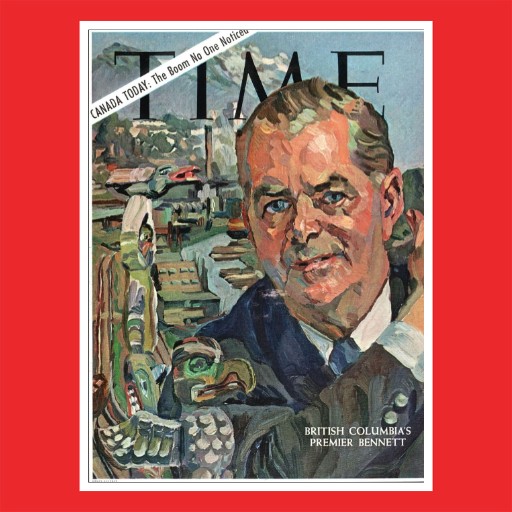 CANADA TODAY: The Boom No One Noticed
TIME
BRITISH COLUMBIA'S
PREMIER BENNETT